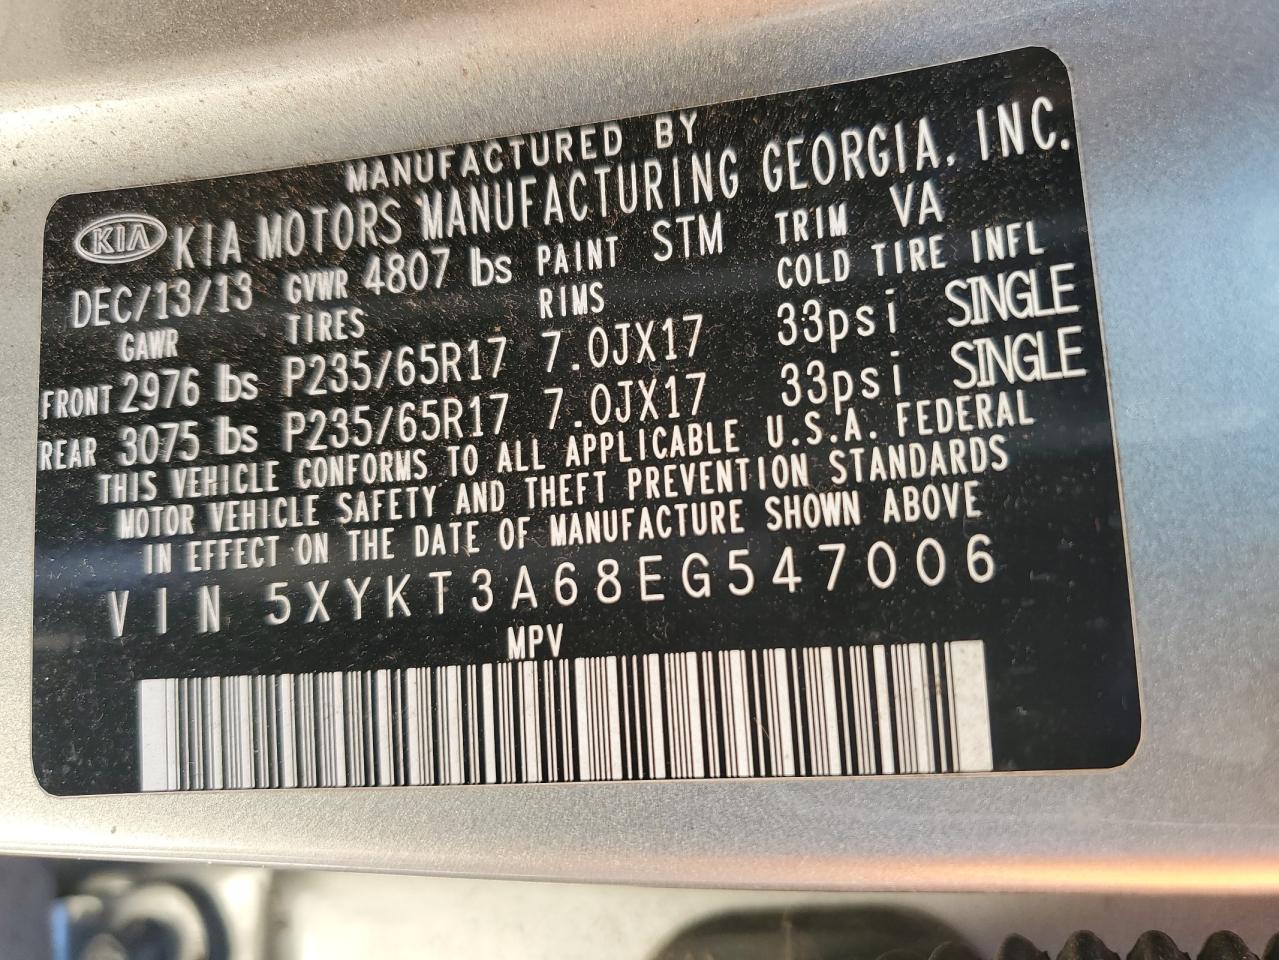 MANUFACTURED BY
KIA KIA MOTORS MANUFACTURING GEORGIA, INC.
DEC/13/13 GVWR 4807 lbs PAINT STM TRIM VA
GAWR TIRES RIMS COLD TIRE INFL
FRONT 2976 lbs P235/65R17 7.0JX17 33psi SINGLE
REAR 3075 lbs P235/65R17 7.0JX17 33psi SINGLE
THIS VEHICLE CONFORMS TO ALL APPLICABLE U.S.A. FEDERAL
MOTOR VEHICLE SAFETY AND THEFT PREVENTION STANDARDS
IN EFFECT ON THE DATE OF MANUFACTURE SHOWN ABOVE
VIN 5XYKT3A68EG547006
MPV